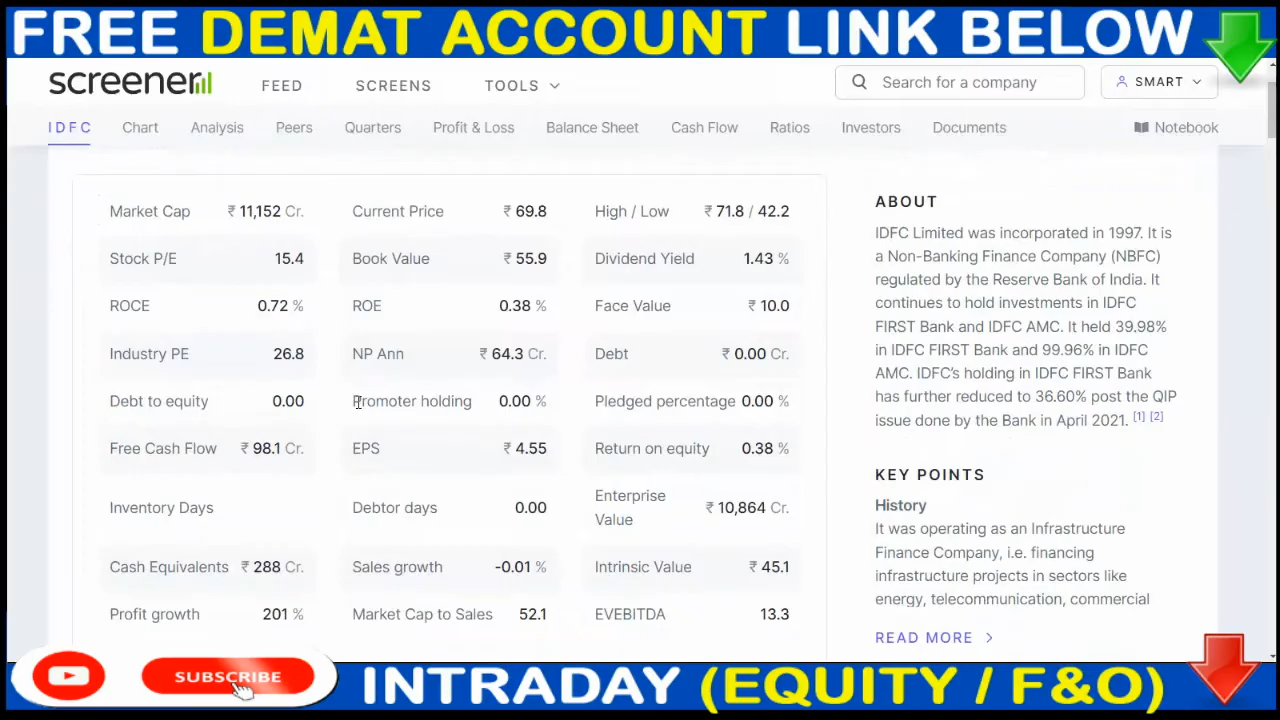 FREE DEMAT ACCOUNT LINK BELOW
screener
FEED SCREENS TOOLS
Search for a company
SMART
IDFC Chart Analysis Peers Quarters Profit & Loss Balance Sheet Cash Flow Ratios Investors Documents Notebook
Market Cap ₹ 11,152 Cr. Current Price ₹ 69.8 High / Low ₹ 71.8 / 42.2
Stock P/E 15.4 Book Value ₹ 55.9 Dividend Yield 1.43 %
ROCE 0.72 % ROE 0.38 % Face Value ₹ 10.0
Industry PE 26.8 NP Ann ₹ 64.3 Cr. Debt ₹ 0.00 Cr.
Debt to equity 0.00 Promoter holding 0.00 % Pledged percentage 0.00 %
Free Cash Flow ₹ 98.1 Cr. EPS ₹ 4.55 Return on equity 0.38 %
Inventory Days Debtor days 0.00 Enterprise Value ₹ 10,864 Cr.
Cash Equivalents ₹ 288 Cr. Sales growth -0.01 % Intrinsic Value ₹ 45.1
Profit growth 201 % Market Cap to Sales 52.1 EVEBITDA 13.3
ABOUT
IDFC Limited was incorporated in 1997. It is
a Non-Banking Finance Company (NBFC)
regulated by the Reserve Bank of India. It
continues to hold investments in IDFC
FIRST Bank and IDFC AMC. It held 39.98%
in IDFC FIRST Bank and 99.96% in IDFC
AMC. IDFC's holding in IDFC FIRST Bank
has further reduced to 36.60% post the QIP
issue done by the Bank in April 2021. [1] [2]
KEY POINTS
History
It was operating as an Infrastructure
Finance Company, i.e. financing
infrastructure projects in sectors like
energy, telecommunication, commercial
READ MORE >
SUBSCRIBE
INTRADAY (EQUITY / F&O)